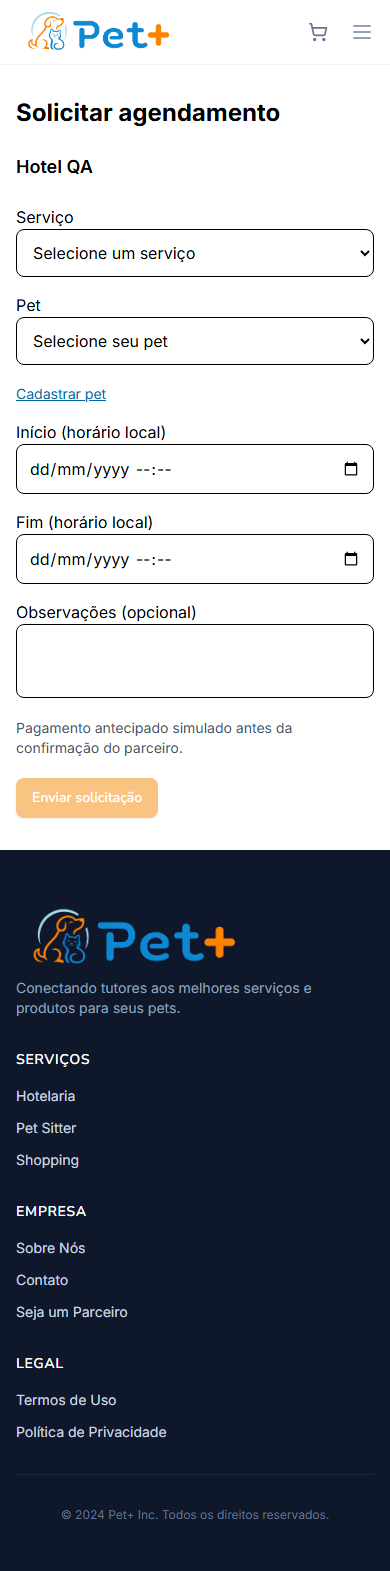 Pet+
Solicitar agendamento
Hotel QA
Serviço
Selecione um serviço
Pet
Selecione seu pet
Cadastrar pet
Início (horário local)
dd/mm/yyyy --:--
Fim (horário local)
dd/mm/yyyy --:--
Observações (opcional)
Pagamento antecipado simulado antes da
confirmação do parceiro.
Enviar solicitação
Pet+
Conectando tutores aos melhores serviços e
produtos para seus pets.
SERVIÇOS
Hotelaria
Pet Sitter
Shopping
EMPRESA
Sobre Nós
Contato
Seja um Parceiro
LEGAL
Termos de Uso
Política de Privacidade
© 2024 Pet+ Inc. Todos os direitos reservados.